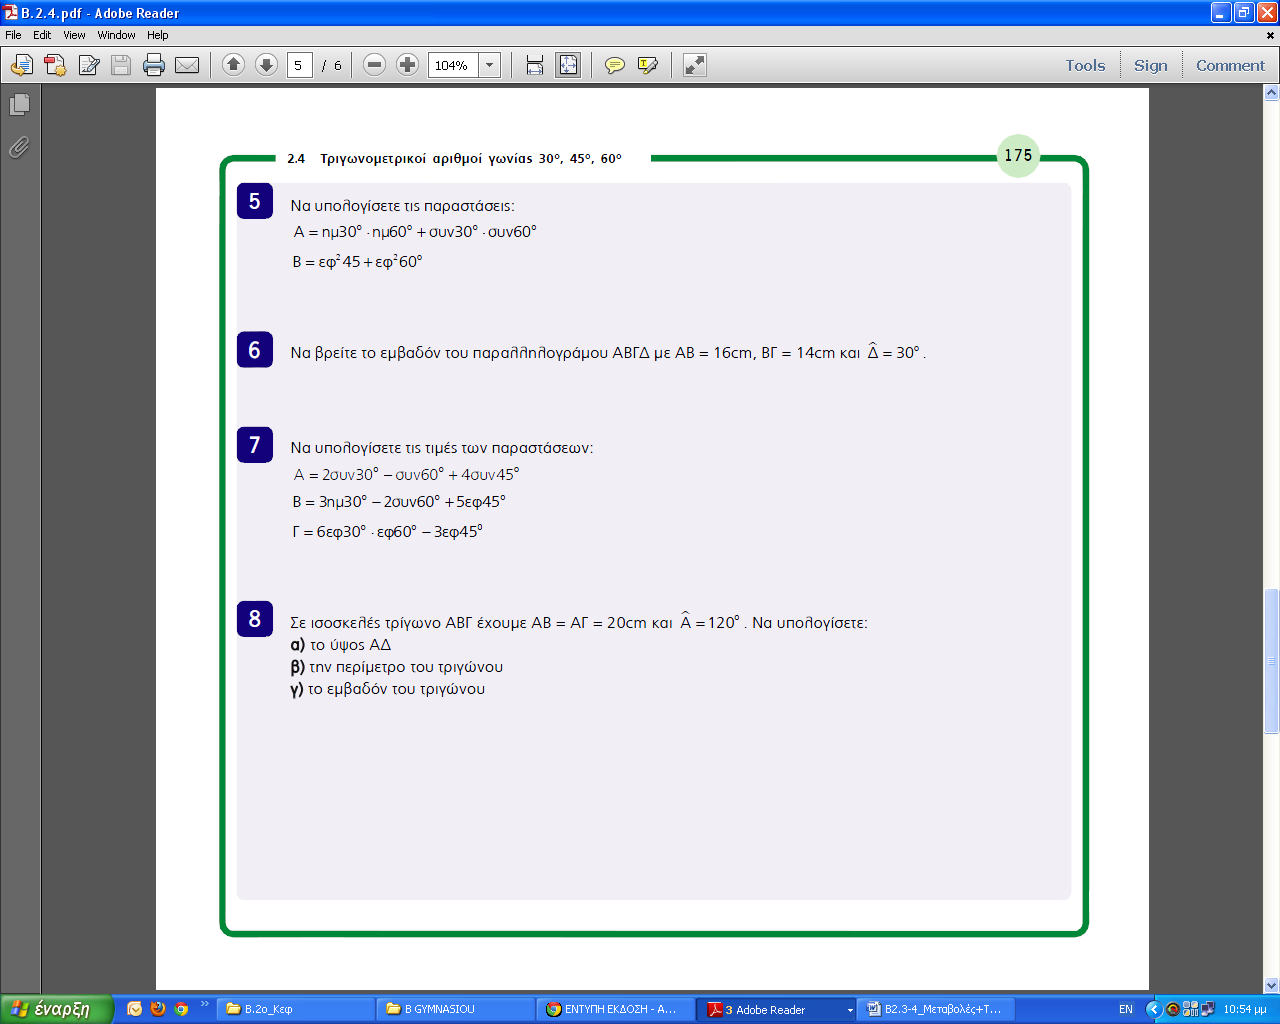 B.2.4.pdf - Adobe Reader
File Edit View Window Help
5 / 6 104% Tools Sign Comment
2.4 Τριγωνομετρικοί αριθμοί γωνίας 30°, 45°, 60°
175
5 Να υπολογίσετε τις παραστάσεις:
Α = ημ30° · ημ60° + συν30° · συν60°
Β = εφ²45 + εφ²60°
6 Να βρείτε το εμβαδόν του παραλληλογράμου ΑΒΓΔ με ΑΒ = 16cm, ΒΓ = 14cm και Δ̂ = 30° .
7 Να υπολογίσετε τις τιμές των παραστάσεων:
Α = 2συν30° − συν60° + 4συν45°
Β = 3ημ30° − 2συν60° + 5εφ45°
Γ = 6εφ30° · εφ60° − 3εφ45°
8 Σε ισοσκελές τρίγωνο ΑΒΓ έχουμε ΑΒ = ΑΓ = 20cm και Α̂ = 120° . Να υπολογίσετε:
α) το ύψος ΑΔ
β) την περίμετρο του τριγώνου
γ) το εμβαδόν του τριγώνου
έναρξη » Β.2ο_Κεφ B GYMNASIOU ΕΝΤΥΠΗ ΕΚΔΟΣΗ - Α... 3 Adobe Reader Β2.3-4_Μεταβολές+Τ... EN 10:54 μμ